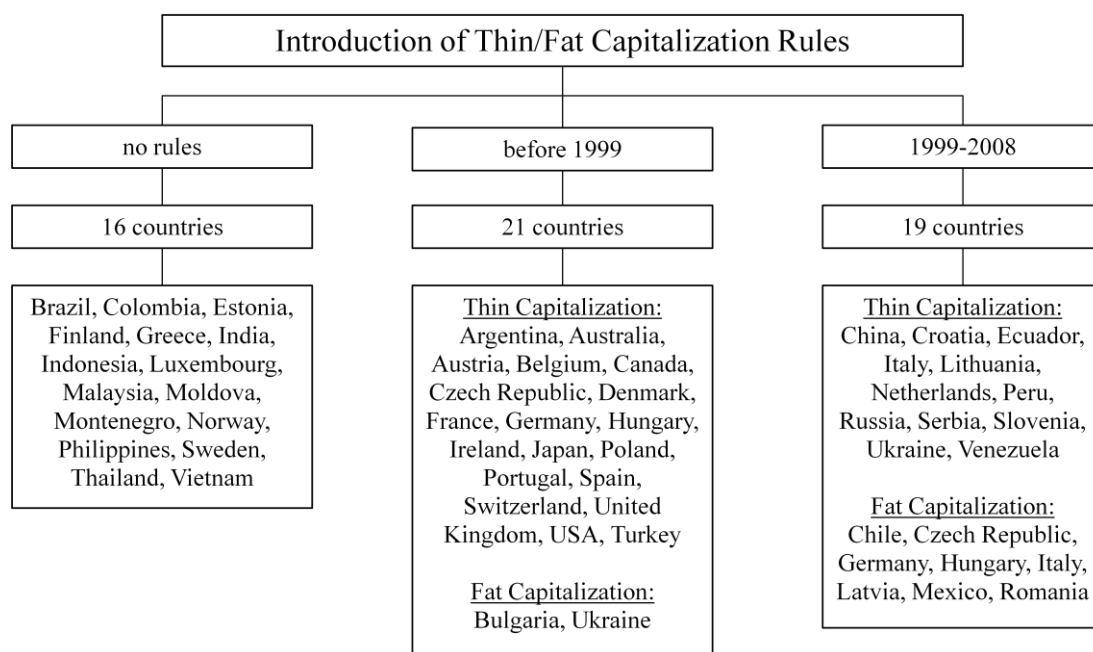 Introduction of Thin/Fat Capitalization Rules
no rules
16 countries
Brazil, Colombia, Estonia,
Finland, Greece, India,
Indonesia, Luxembourg,
Malaysia, Moldova,
Montenegro, Norway,
Philippines, Sweden,
Thailand, Vietnam
before 1999
21 countries
Thin Capitalization:
Argentina, Australia,
Austria, Belgium, Canada,
Czech Republic, Denmark,
France, Germany, Hungary,
Ireland, Japan, Poland,
Portugal, Spain,
Switzerland, United
Kingdom, USA, Turkey
Fat Capitalization:
Bulgaria, Ukraine
1999-2008
19 countries
Thin Capitalization:
China, Croatia, Ecuador,
Italy, Lithuania,
Netherlands, Peru,
Russia, Serbia, Slovenia,
Ukraine, Venezuela
Fat Capitalization:
Chile, Czech Republic,
Germany, Hungary, Italy,
Latvia, Mexico, Romania